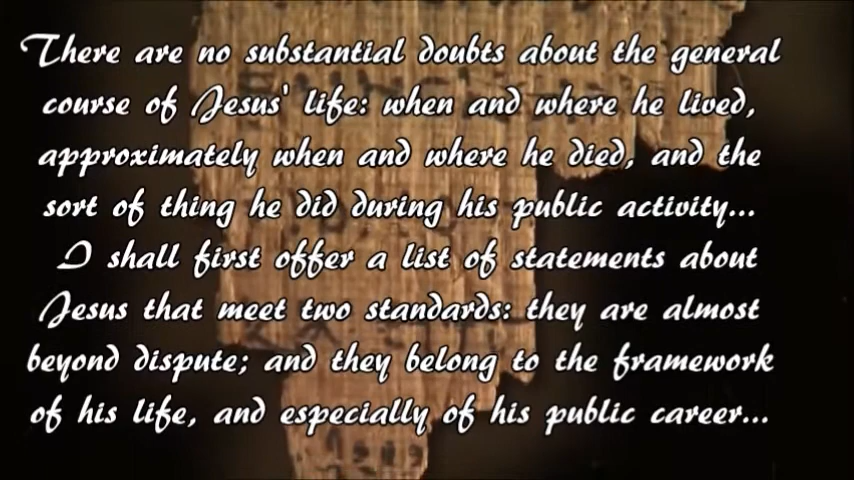 There are no substantial doubts about the general
course of Jesus' life: when and where he lived,
approximately when and where he died, and the
sort of thing he did during his public activity...
I shall first offer a list of statements about
Jesus that meet two standards: they are almost
beyond dispute; and they belong to the framework
of his life, and especially of his public career...